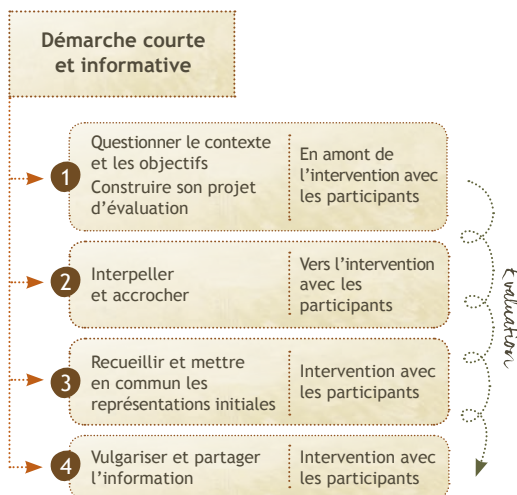 Démarche courte
et informative
1
Questionner le contexte
et les objectifs
Construire son projet
d'évaluation
En amont de
l'intervention avec
les participants
2
Interpeller
et accrocher
Vers l'intervention
avec les
participants
3
Recueillir et mettre
en commun les
représentations initiales
Intervention avec
les participants
4
Vulgariser et partager
l'information
Intervention avec
les participants
Evaluation